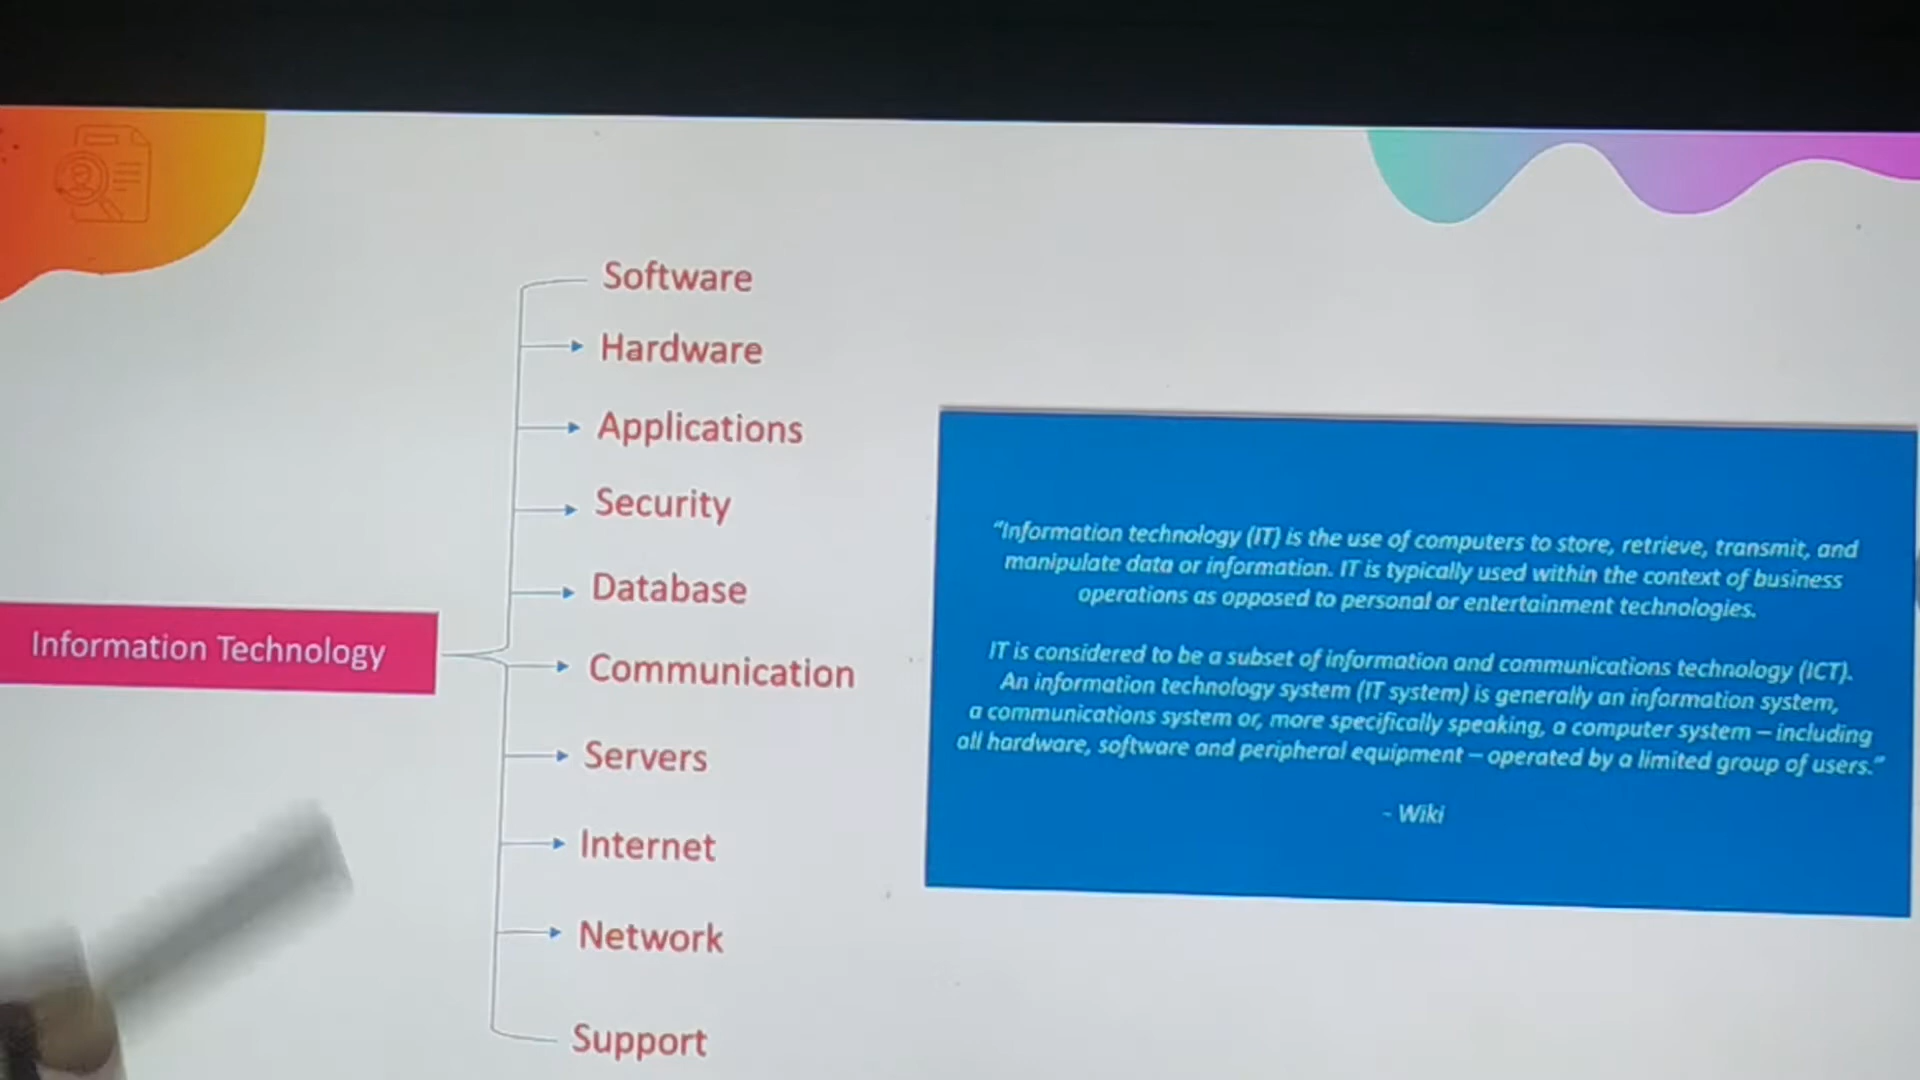 Software
Hardware
Applications
Security
Database
Information Technology
Communication
Servers
Internet
Network
Support
“Information technology (IT) is the use of computers to store, retrieve, transmit, and
manipulate data or information. IT is typically used within the context of business
operations as opposed to personal or entertainment technologies.
IT is considered to be a subset of information and communications technology (ICT).
An information technology system (IT system) is generally an information system,
a communications system or, more specifically speaking, a computer system – including
all hardware, software and peripheral equipment – operated by a limited group of users.”
- Wiki